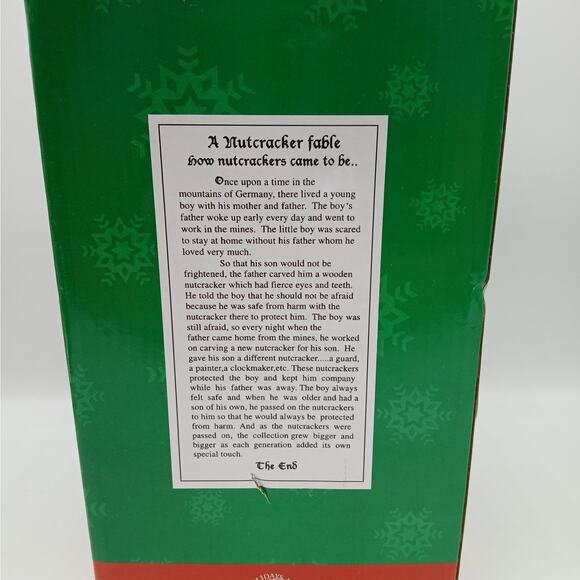 A Nutcracker fable
How nutcrackers came to be..
Once upon a time in the
mountains of Germany, there lived a young
boy with his mother and father. The boy's
father woke up early every day and went to
work in the mines. The little boy was scared
to stay at home without his father whom he
loved very much.
So that his son would not be
frightened, the father carved him a wooden
nutcracker which had fierce eyes and teeth.
He told the boy that he should not be afraid
because he was safe from harm with the
nutcracker there to protect him. The boy was
still afraid, so every night when the
father came home from the mines, he worked
on carving a new nutcracker for his son. He
gave his son a different nutcracker.....a guard,
a painter,a clockmaker,etc. These nutcrackers
protected the boy and kept him company
while his father was away. The boy always
felt safe and when he was older and had a
son of his own, he passed on the nutcrackers
to him so that he would always be protected
from harm. And as the nutcrackers were
passed on, the collection grew bigger and
bigger as each generation added its own
special touch.
The End